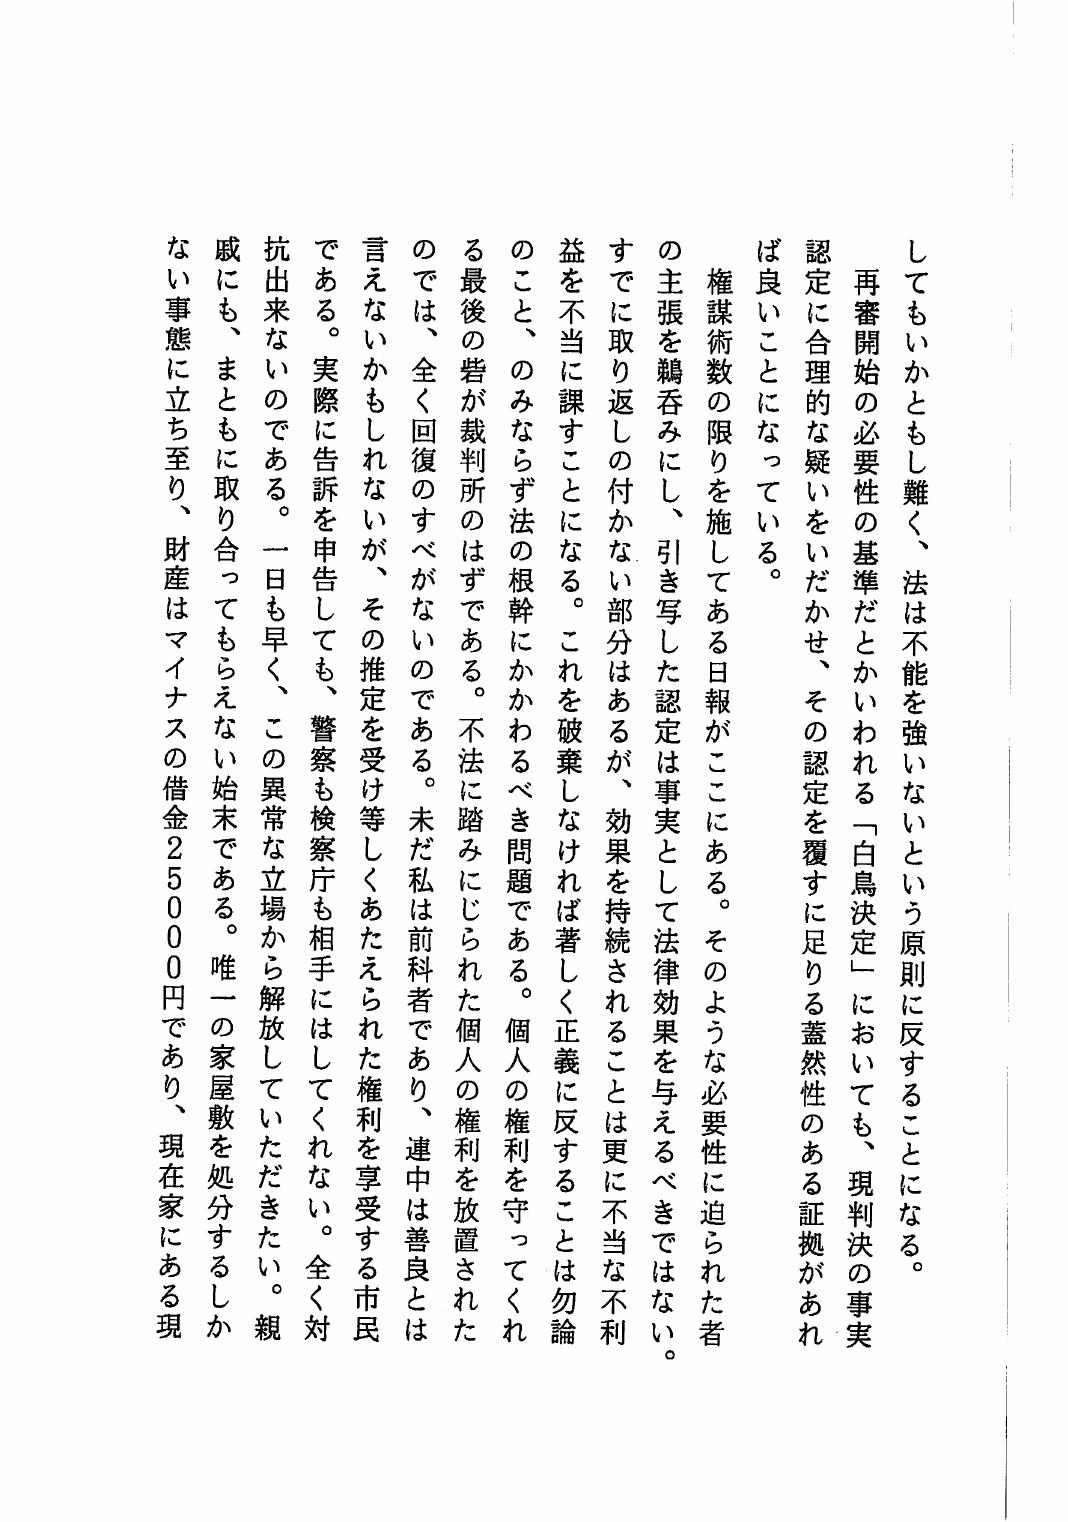 してもいかともし難く、法は不能を強いないという原則に反することになる。
再審開始の必要性の基準だとかいわれる「白鳥決定」においても、現判決の事実
認定に合理的な疑いをいだかせ、その認定を覆すに足りる蓋然性のある証拠があれ
ば良いことになっている。
権謀術数の限りを施してある日報がここにある。そのような必要性に迫られた者
の主張を鵜呑みにし、引き写した認定は事実として法律効果を与えるべきではない。
すでに取り返しの付かない部分はあるが、効果を持続されることは更に不当な不利
益を不当に課すことになる。これを破棄しなければ著しく正義に反することは勿論
のこと、のみならず法の根幹にかかわるべき問題である。個人の権利を守ってくれ
る最後の砦が裁判所のはずである。不法に踏みにじられた個人の権利を放置された
のでは、全く回復のすべがないのである。未だ私は前科者であり、連中は善良とは
言えないかもしれないが、その推定を受け等しくあたえられた権利を享受する市民
である。実際に告訴を申告しても、警察も検察庁も相手にはしてくれない。全く対
抗出来ないのである。一日も早く、この異常な立場から解放していただきたい。親
戚にも、まともに取り合ってもらえない始末である。唯一の家屋敷を処分するしか
ない事態に立ち至り、財産はマイナスの借金25000円であり、現在家にある現